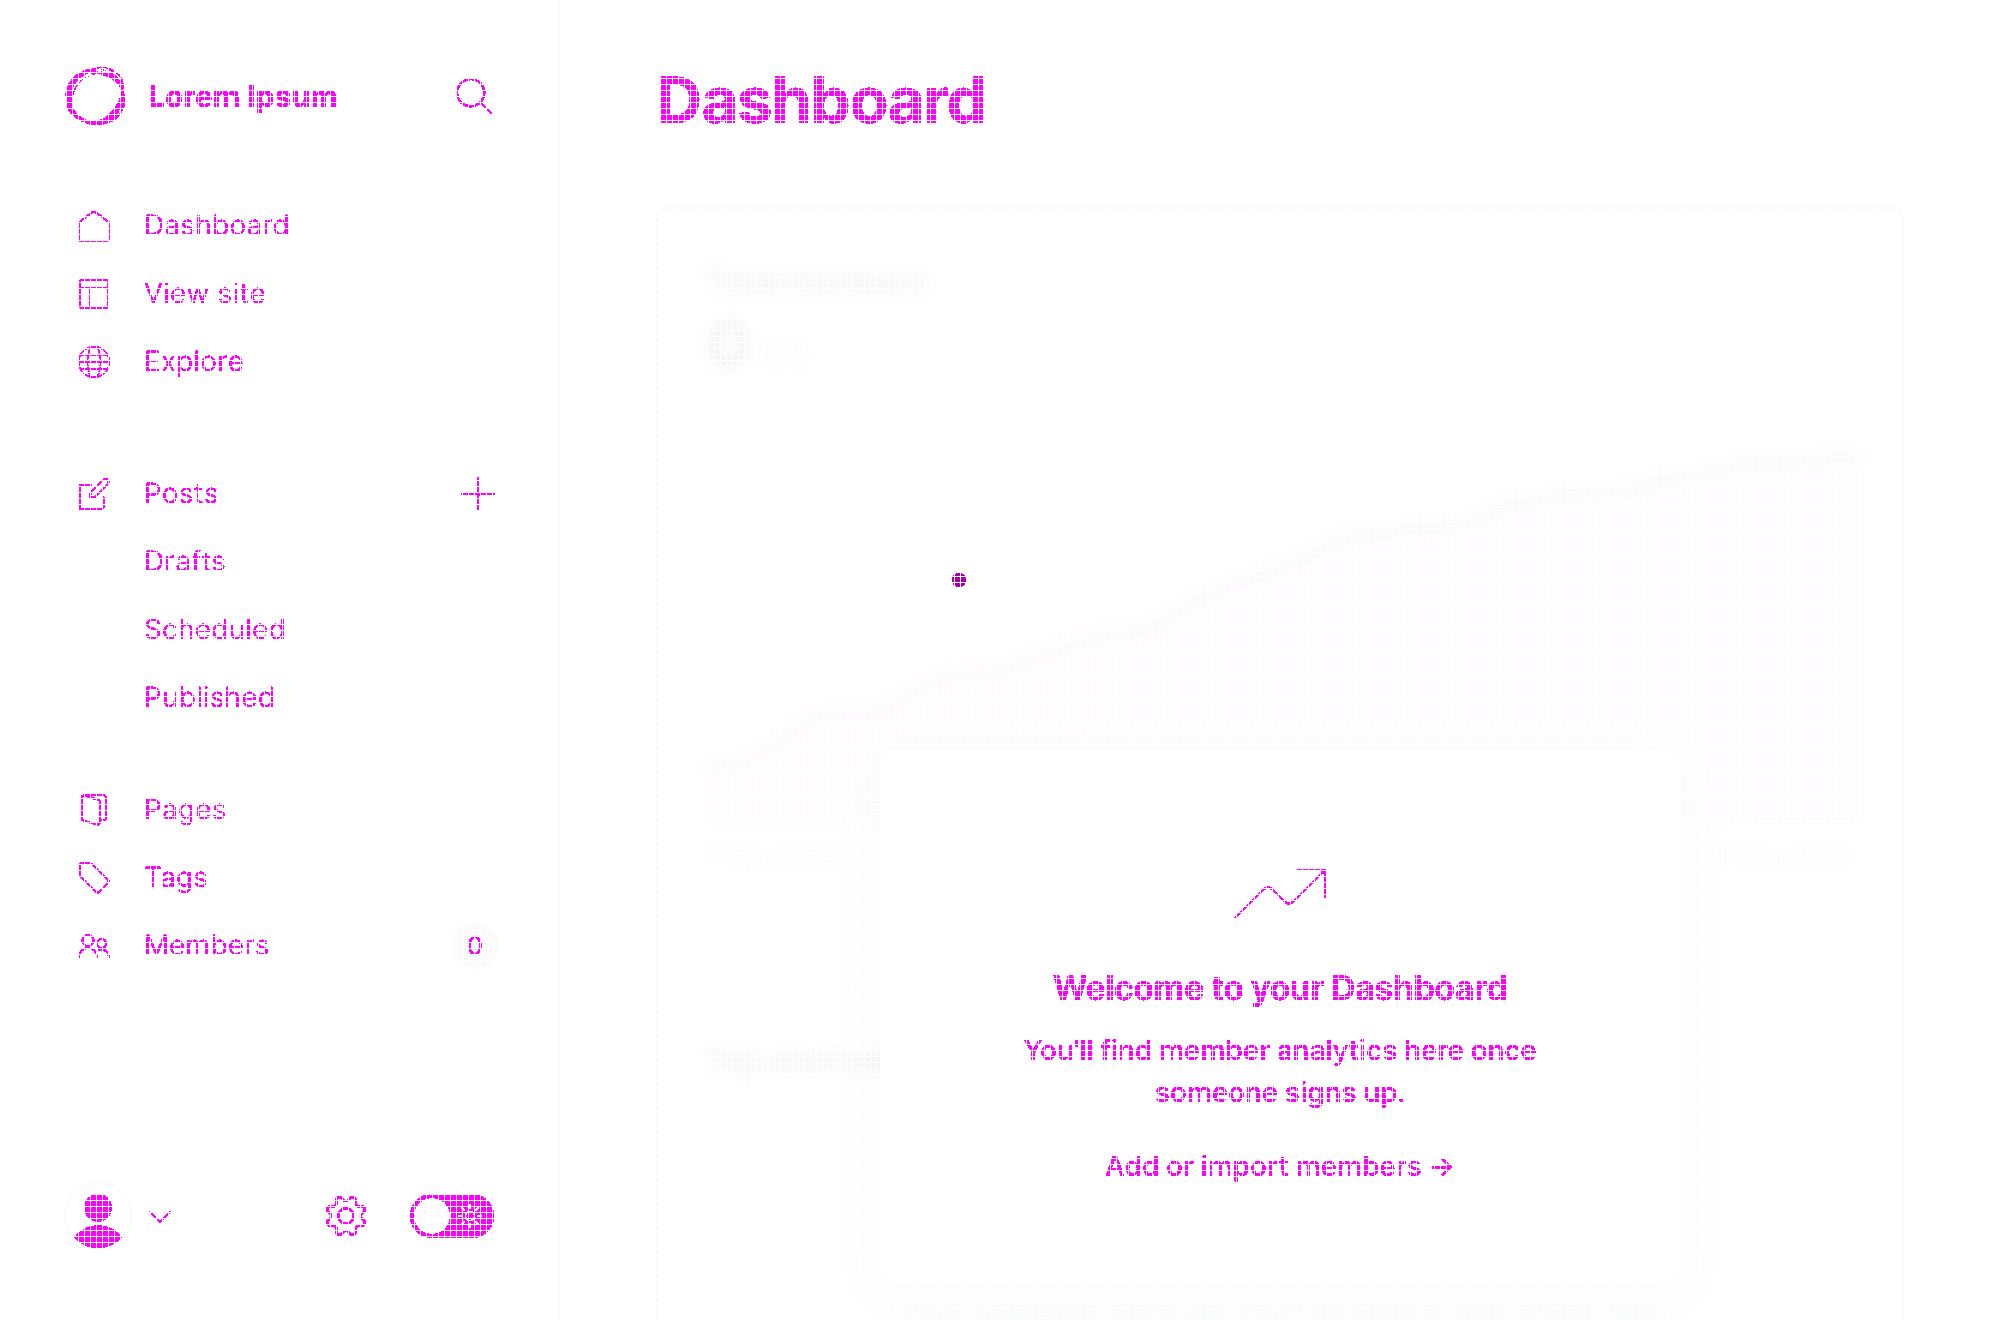 Lorem Ipsum
Dashboard
Dashboard
View site
Explore
Posts
Drafts
Scheduled
Published
Pages
Tags
Members 0
Welcome to your Dashboard
You'll find member analytics here once
someone signs up.
Add or import members →